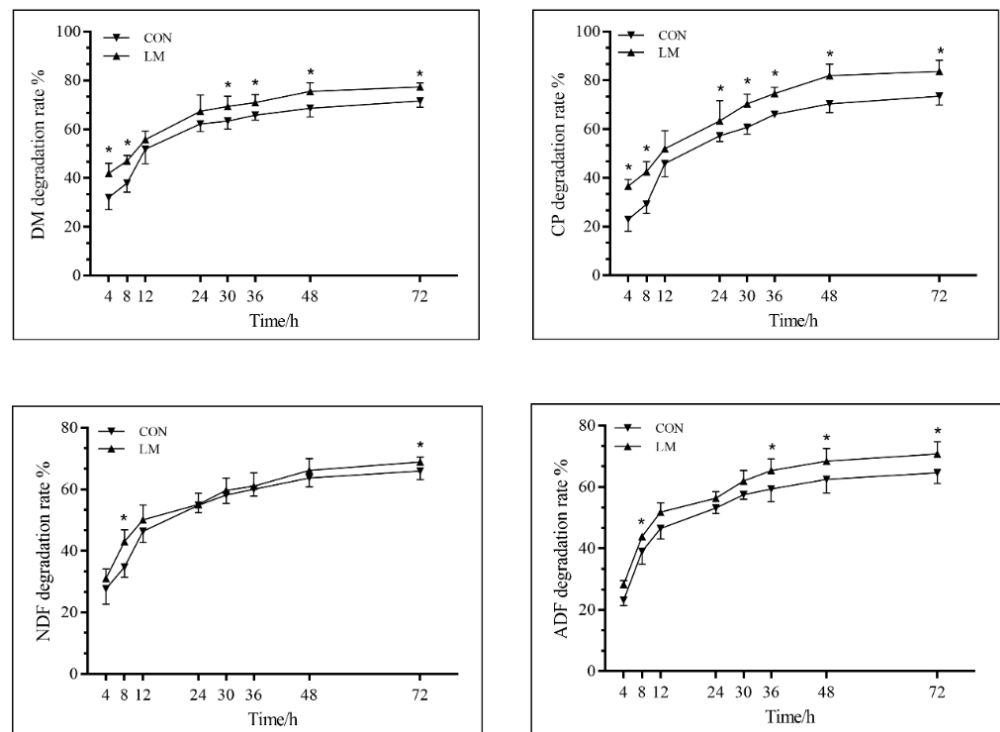 100
80
60
40
20
0
DM degradation rate %
CON
LM
* * * * * *
4 8 12 24 30 36 48 72
Time/h
100
80
60
40
20
0
CP degradation rate %
CON
LM
* * * * * * *
4 8 12 24 30 36 48 72
Time/h
80
60
40
20
0
NDF degradation rate %
CON
LM
* *
4 8 12 24 30 36 48 72
Time/h
80
60
40
20
0
ADF degradation rate %
CON
LM
* * * *
4 8 12 24 30 36 48 72
Time/h